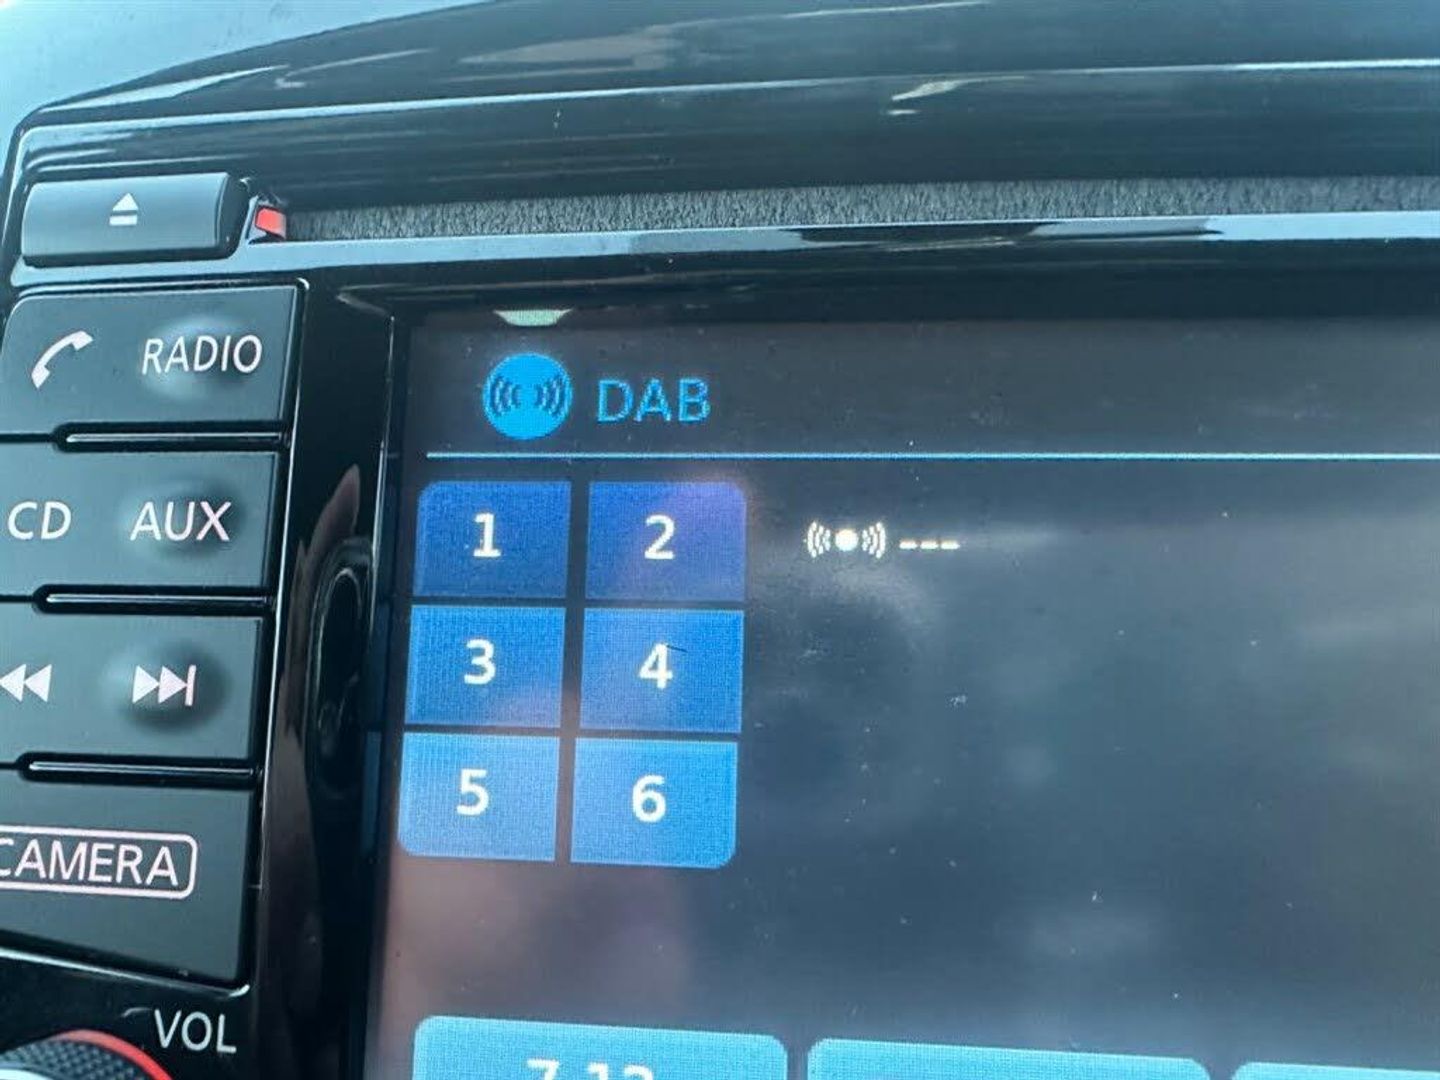 RADIO
DAB
CD AUX
1 2
---
3 4
5 6
CAMERA
VOL